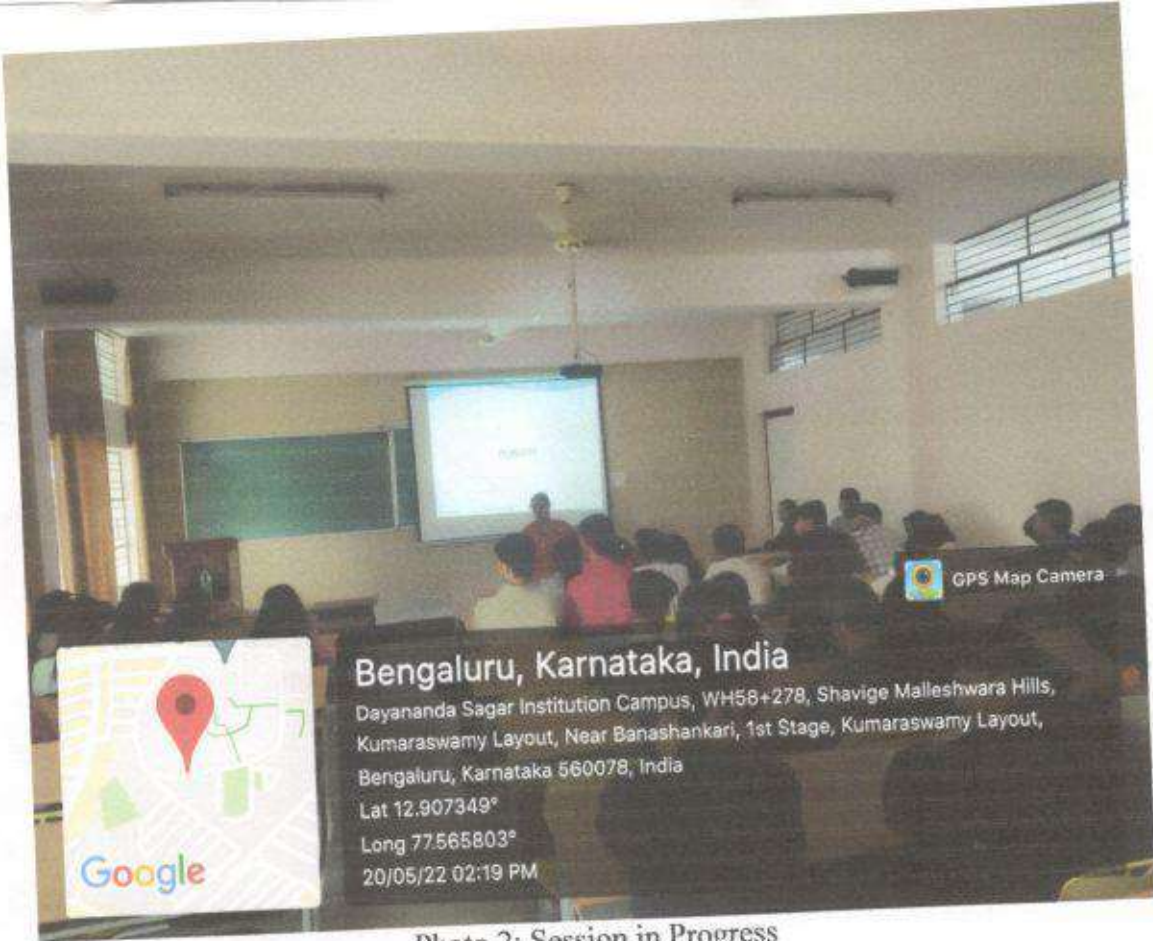 GPS Map Camera
Bengaluru, Karnataka, India
Dayananda Sagar Institution Campus, WH58+278, Shavige Malleshwara Hills,
Kumaraswamy Layout, Near Banashankari, 1st Stage, Kumaraswamy Layout,
Bengaluru, Karnataka 560078, India
Lat 12.907349°
Long 77.565803°
20/05/22 02:19 PM
Google
Photo 2: Session in Progress